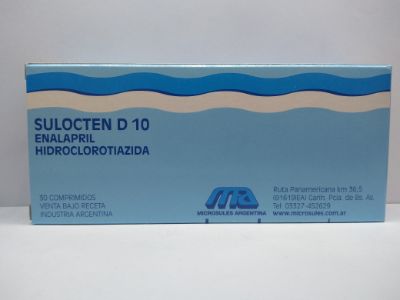 SULOCTEN D 10
ENALAPRIL
HIDROCLOROTIAZIDA
30 COMPRIMIDOS
VENTA BAJO RECETA
INDUSTRIA ARGENTINA
MICROSULES ARGENTINA
Ruta Panamericana km 36,5
(B1619IEA) Garín. Pcia. de Bs. As.
Tel: 03327-452629
www.microsules.com.ar